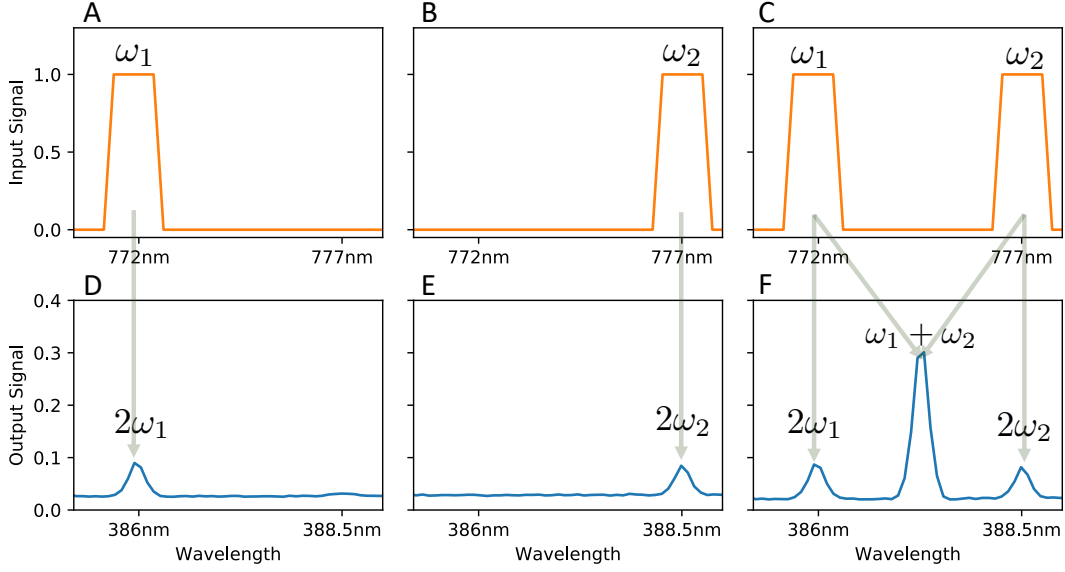 A
B
C
ω₁
ω₂
ω₁
ω₂
Input Signal
1.0
0.5
0.0
772nm
777nm
772nm
777nm
772nm
777nm
D
E
F
Output Signal
0.4
0.3
0.2
0.1
0.0
2ω₁
2ω₂
ω₁ + ω₂
2ω₁
2ω₂
386nm
388.5nm
386nm
388.5nm
386nm
388.5nm
Wavelength
Wavelength
Wavelength